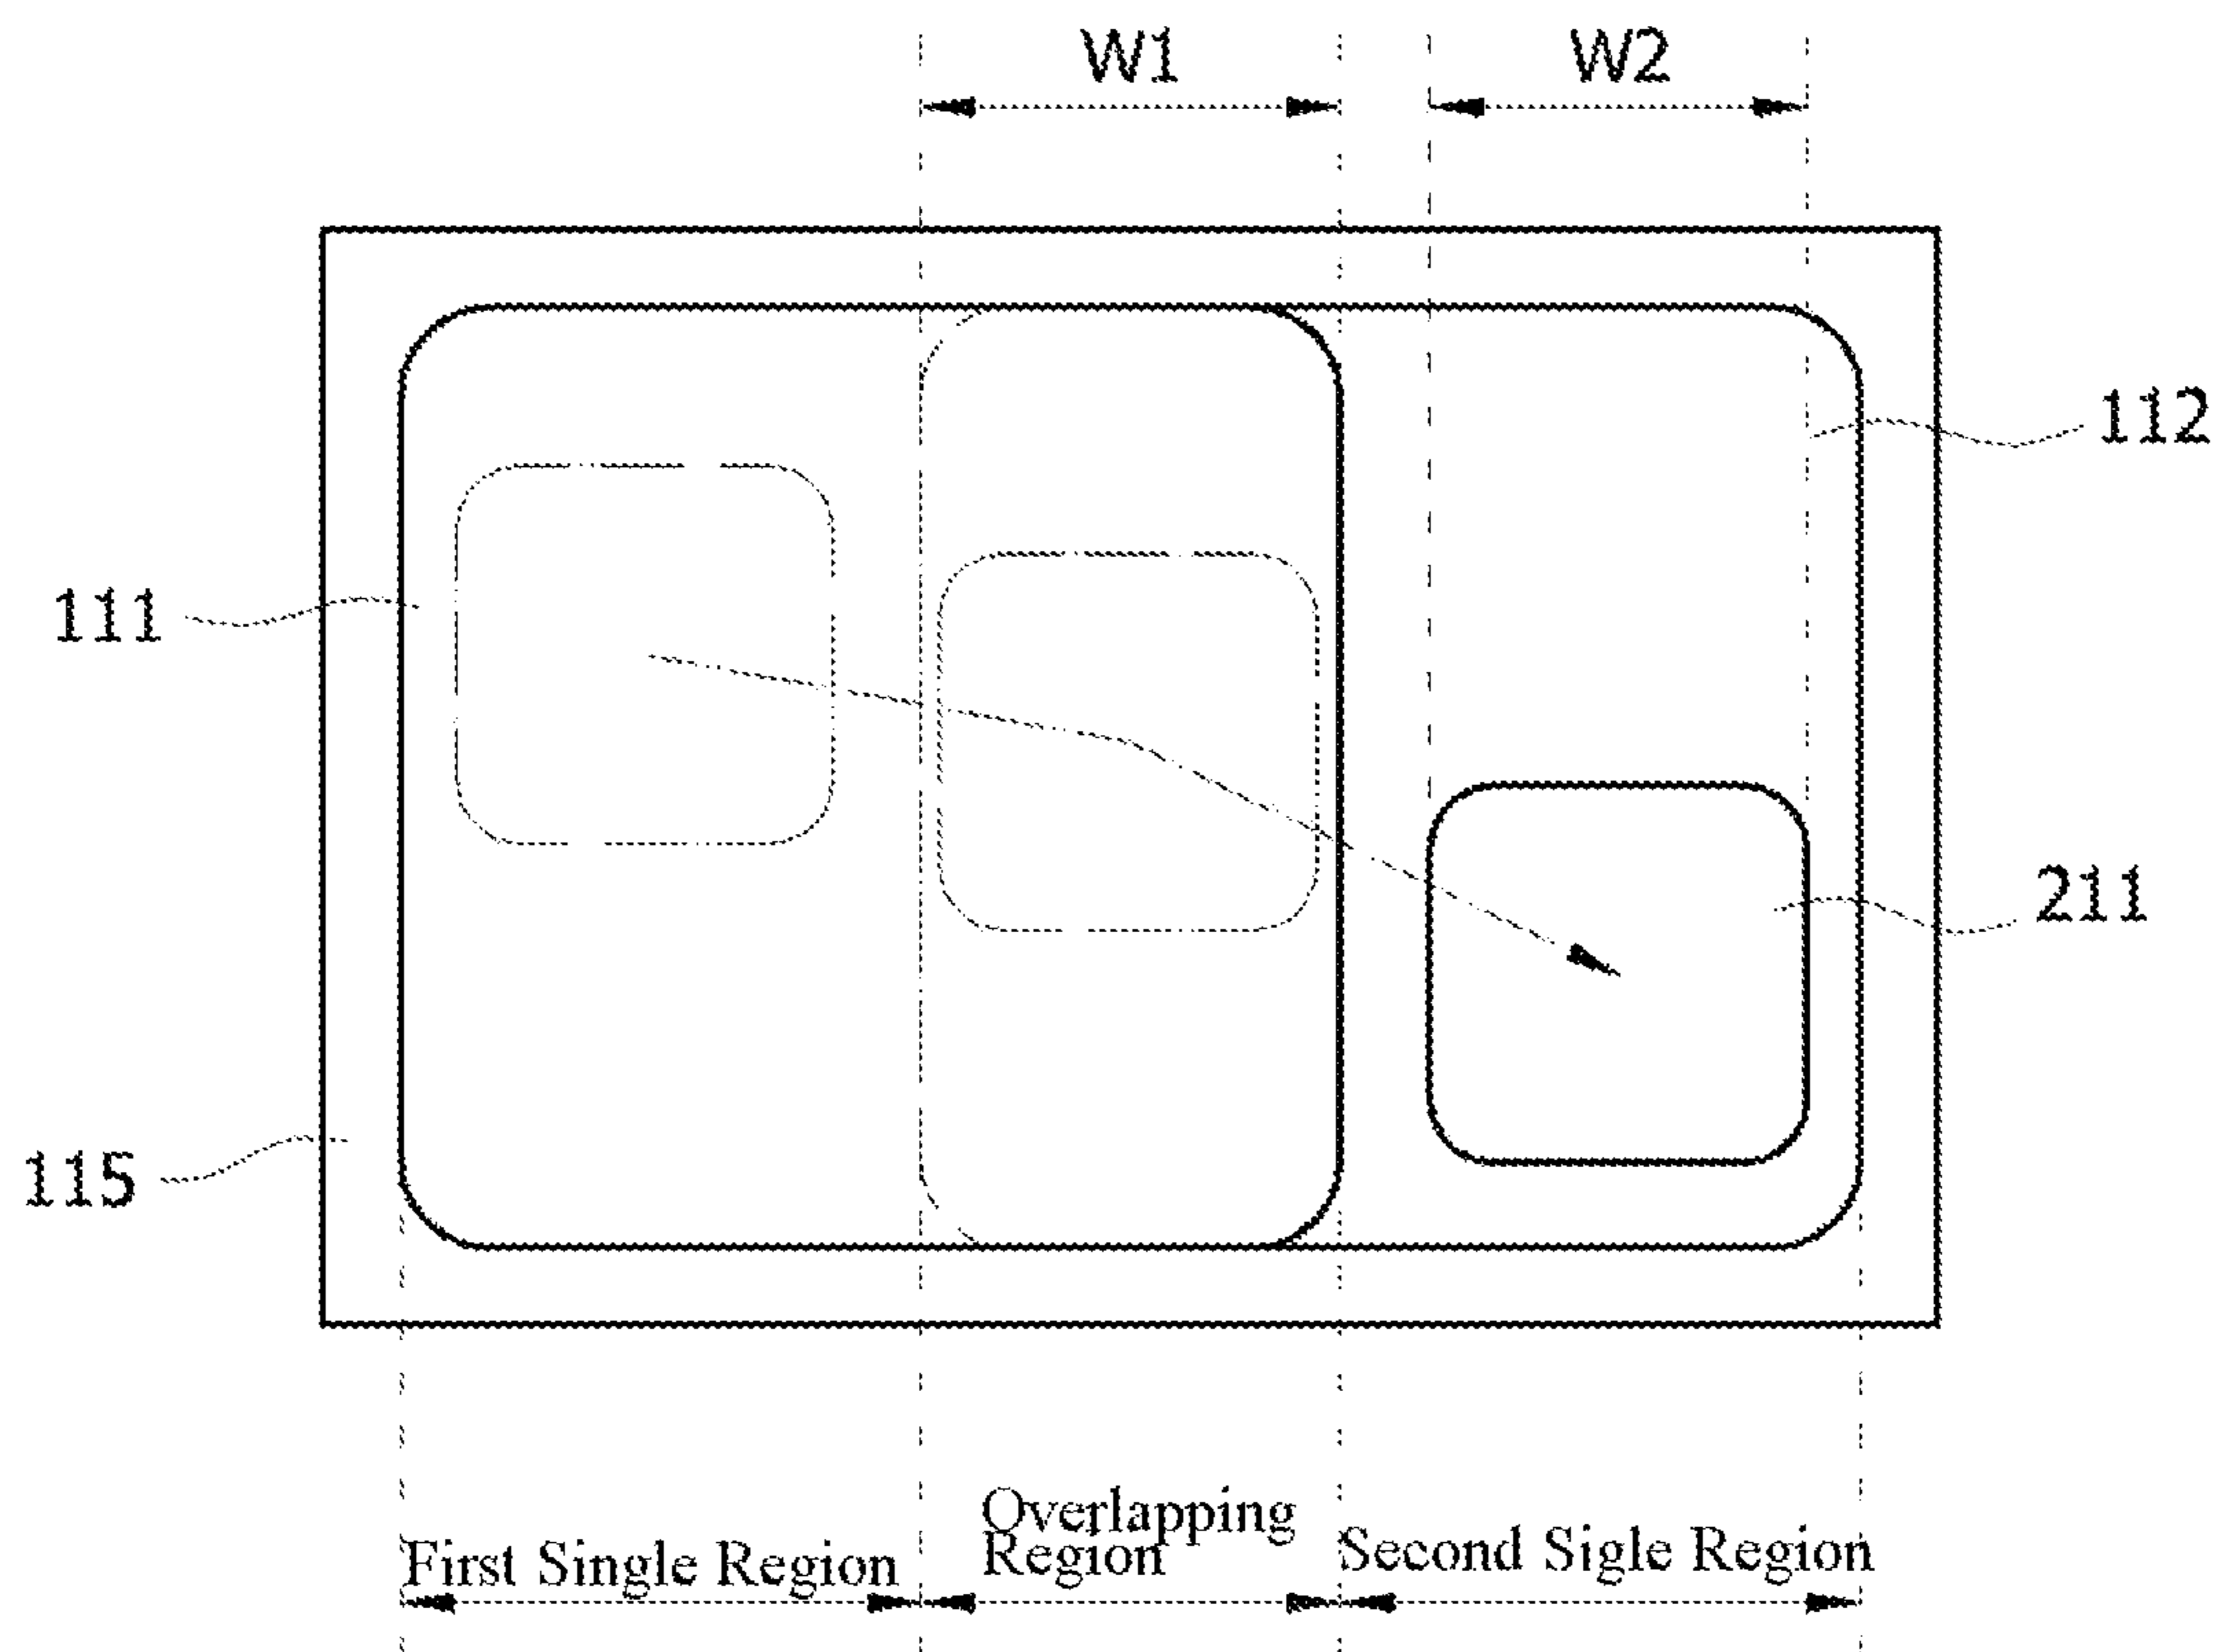 W1
W2
112
111
211
115
Overlapping
Region
First Single Region
Second Sigle Region